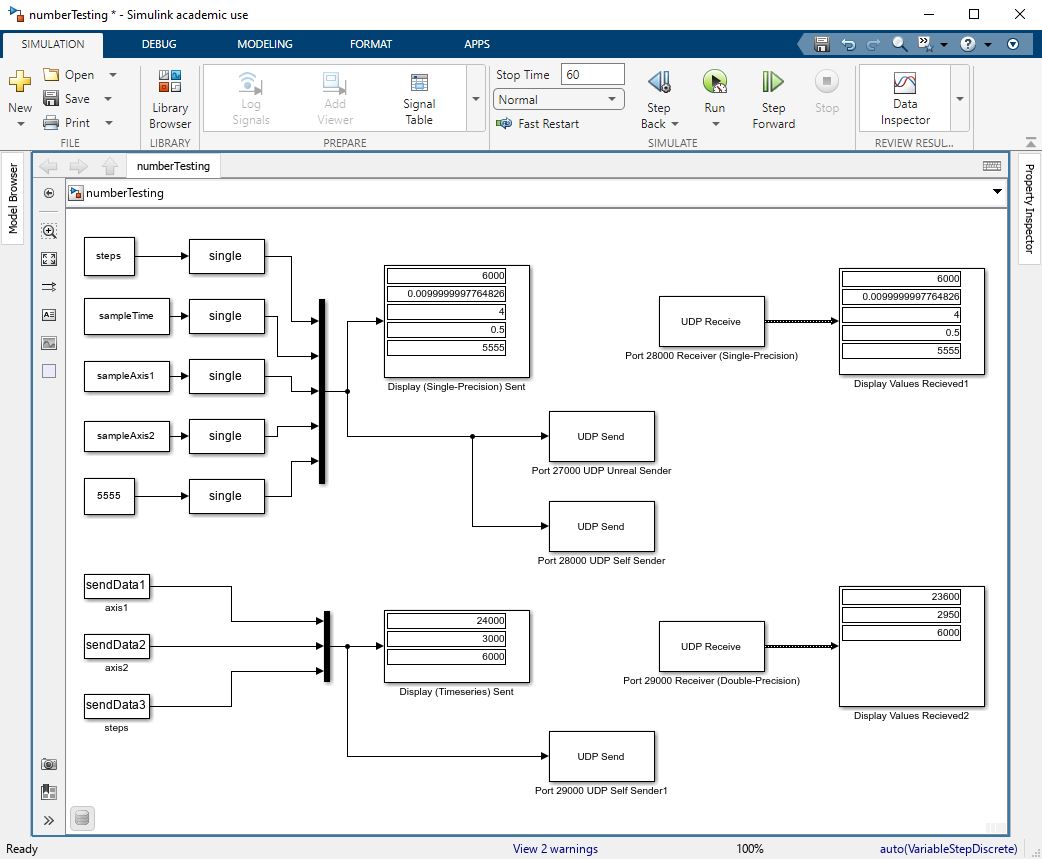 numberTesting * - Simulink academic use
SIMULATION DEBUG MODELING FORMAT APPS
New
Open
Save
Print
FILE
Library
Browser
LIBRARY
Log
Signals
Add
Viewer
Signal
Table
PREPARE
Stop Time 60
Normal
Fast Restart
Step
Back
Run
Step
Forward
Stop
SIMULATE
Data
Inspector
REVIEW RESUL...
Model Browser
Property Inspector
numberTesting
numberTesting
steps
single
sampleTime
single
sampleAxis1
single
sampleAxis2
single
5555
single
6000
0.0099999997764826
4
0.5
5555
Display (Single-Precision) Sent
UDP Receive
Port 28000 Receiver (Single-Precision)
6000
0.0099999997764826
4
0.5
5555
Display Values Recieved1
UDP Send
Port 27000 UDP Unreal Sender
UDP Send
Port 28000 UDP Self Sender
sendData1
axis1
sendData2
axis2
sendData3
steps
24000
3000
6000
Display (Timeseries) Sent
UDP Receive
Port 29000 Receiver (Double-Precision)
23600
2950
6000
Display Values Recieved2
UDP Send
Port 29000 UDP Self Sender1
Ready
View 2 warnings
100%
auto(VariableStepDiscrete)